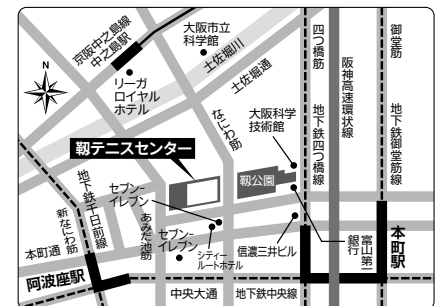 京阪中之島線
中之島駅
大阪市立
科学館
土佐堀川
土佐堀通
四つ橋筋
阪神高速環状線
御堂筋
N
リーガ
ロイヤル
ホテル
なにわ筋
大阪科学
技術館
地下鉄四つ橋線
地下鉄御堂筋線
靱テニスセンター
靱公園
地下鉄千日前線
新なにわ筋
セブン-
イレブン
あみだ池筋
セブン-
イレブン
シティー
ルートホテル
信濃三井ビル
富山第一
銀行
本町駅
本町通
阿波座駅
中央大通
地下鉄中央線